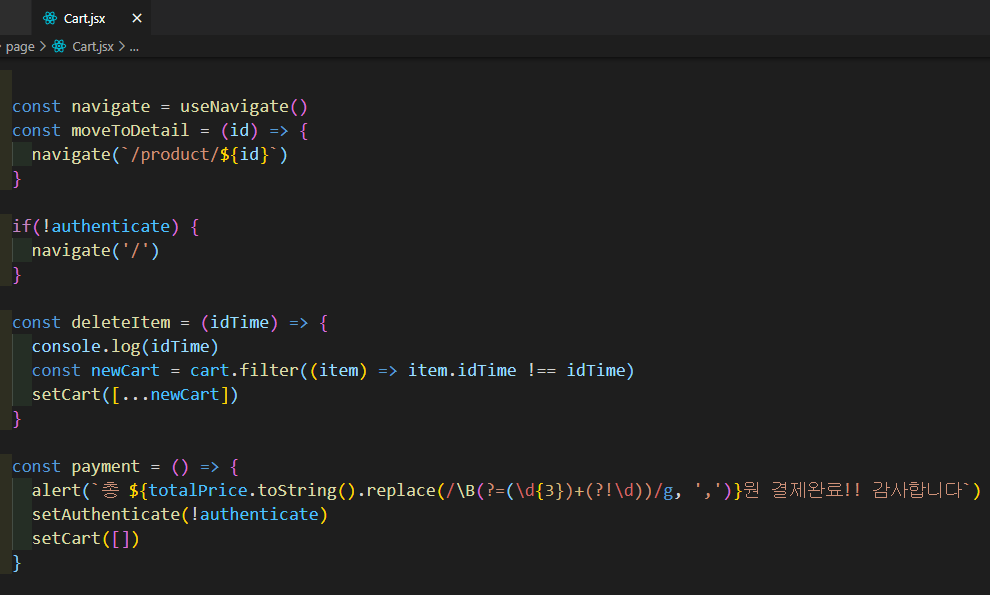 Cart.jsx ×
page > Cart.jsx > ...
const navigate = useNavigate()
const moveToDetail = (id) => {
navigate(`/product/${id}`)
}
if(!authenticate) {
navigate('/')
}
const deleteItem = (idTime) => {
console.log(idTime)
const newCart = cart.filter((item) => item.idTime !== idTime)
setCart([...newCart])
}
const payment = () => {
alert(`총 ${totalPrice.toString().replace(/\B(?=(\d{3})+(?!\d))/g, ',')}원 결제완료!! 감사합니다`)
setAuthenticate(!authenticate)
setCart([])
}